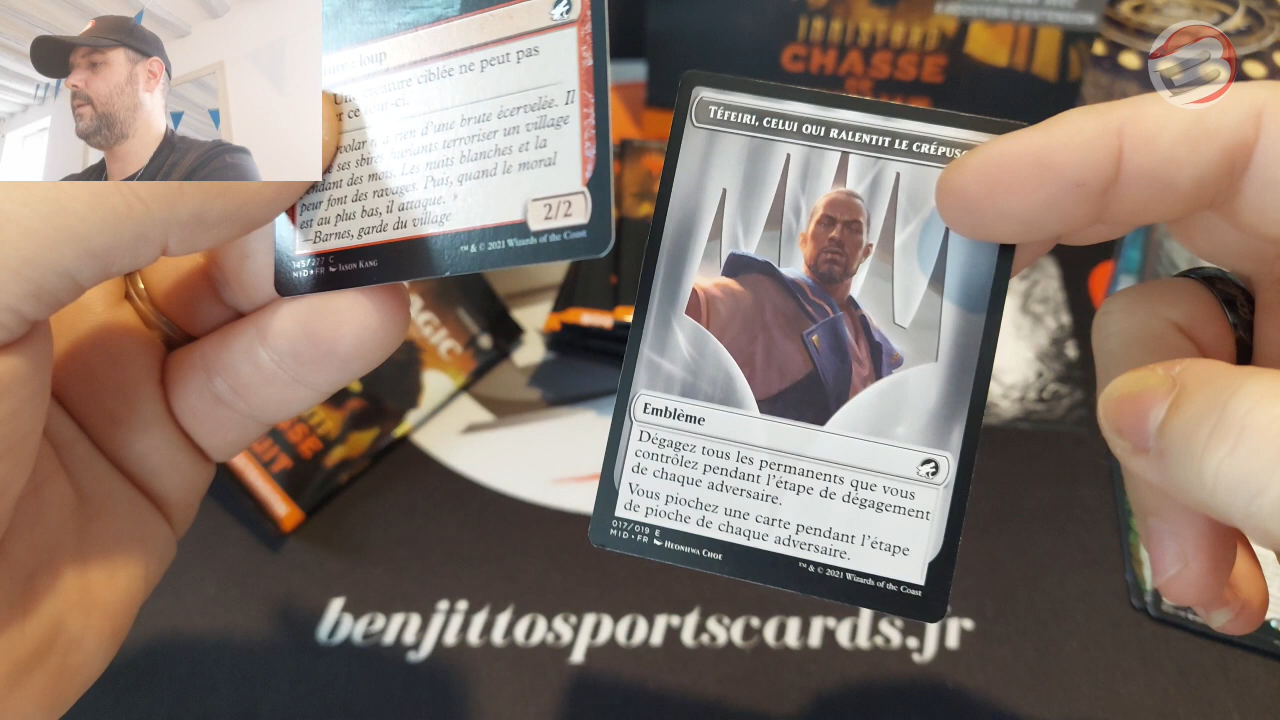 loup
créature ciblée ne peut pas
d'une brute écervelée. Il
ses sbires hurlants terroriser un village
pendant des mois. Les nuits blanches et la
peur font des ravages. Puis, quand le moral
est au plus bas, il attaque. »
—Barnes, garde du village
2/2
145/277 C
MID • FR JASON KANG
™ & © 2021 Wizards of the Coast
INNISTRAD
CHASSE
MAGIC
TÉFEIRI, CELUI QUI RALENTIT LE CRÉPUSC
Emblème
Dégagez tous les permanents que vous
contrôlez pendant l'étape de dégagement
de chaque adversaire.
Vous piochez une carte pendant l'étape
de pioche de chaque adversaire.
017/019 E
MID • FR HEONHWA CHOE
™ & © 2021 Wizards of the Coast
benjittosportscards.fr